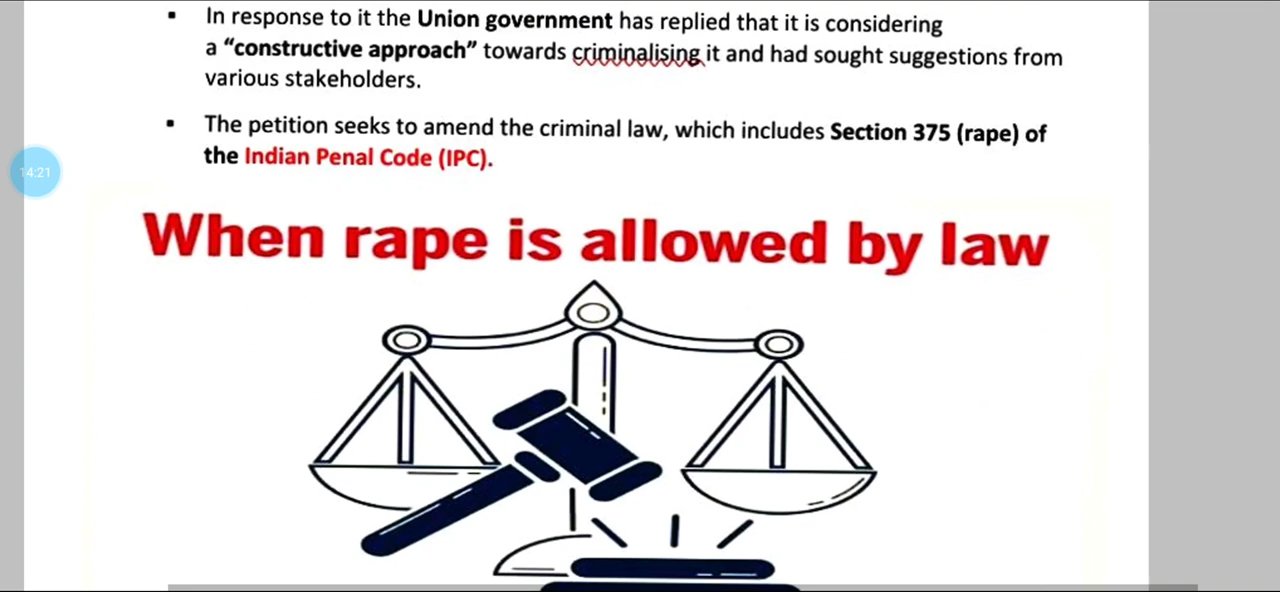 ▪ In response to it the Union government has replied that it is considering
a “constructive approach” towards criminalising it and had sought suggestions from
various stakeholders.
▪ The petition seeks to amend the criminal law, which includes Section 375 (rape) of
the Indian Penal Code (IPC).
14:21
When rape is allowed by law